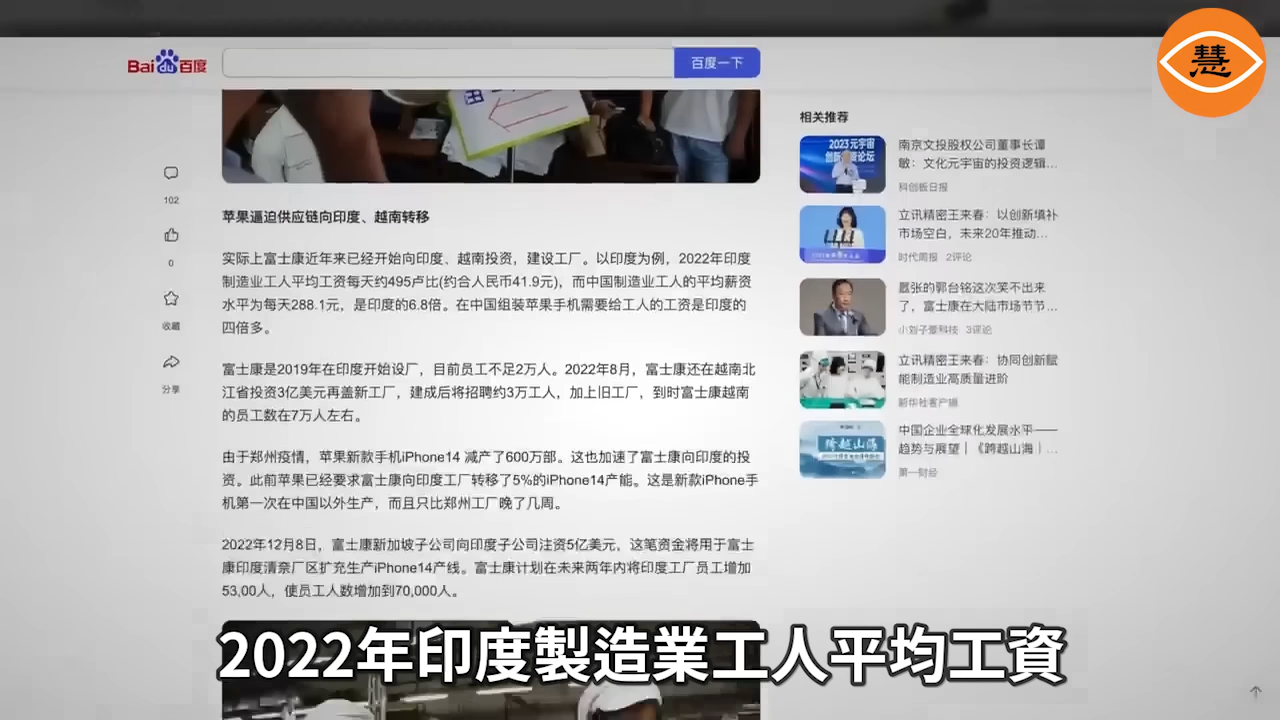 慧
Bai du 百度
百度一下
102
0
收藏
分享
苹果逼迫供应链向印度、越南转移
实际上富士康近年来已经开始向印度、越南投资，建设工厂。以印度为例，2022年印度
制造业工人平均工资每天约495卢比(约合人民币41.9元)，而中国制造业工人的平均薪资
水平为每天288.1元，是印度的6.8倍。在中国组装苹果手机需要给工人的工资是印度的
四倍多。
富士康是2019年在印度开始设厂，目前员工不足2万人。2022年8月，富士康还在越南北
江省投资3亿美元再盖新工厂，建成后将招聘约3万工人，加上旧工厂，到时富士康越南
的员工数在7万人左右。
由于郑州疫情，苹果新款手机iPhone14 减产了600万部。这也加速了富士康向印度的投
资。此前苹果已经要求富士康向印度工厂转移了5%的iPhone14产能。这是新款iPhone手
机第一次在中国以外生产，而且只比郑州工厂晚了几周。
2022年12月8日，富士康新加坡子公司向印度子公司注资5亿美元，这笔资金将用于富士
康印度清奈厂区扩充生产iPhone14产线。富士康计划在未来两年内将印度工厂员工增加
53,00人，使员工人数增加到70,000人。
相关推荐
南京文投股权公司董事长谭
敏：文化元宇宙的投资逻辑...
科创板日报
立讯精密王来春：以创新填补
市场空白，未来20年推动...
时代周报 2评论
嚣张的郭台铭这次笑不出来
了，富士康在大陆市场节节...
小刘子爱科技 3评论
立讯精密王来春：协同创新赋
能制造业高质量进阶
新华社客户端
跨越山海
中国企业全球化发展水平——
趋势与展望｜《跨越山海｜...
第一财经
2022年印度製造業工人平均工資